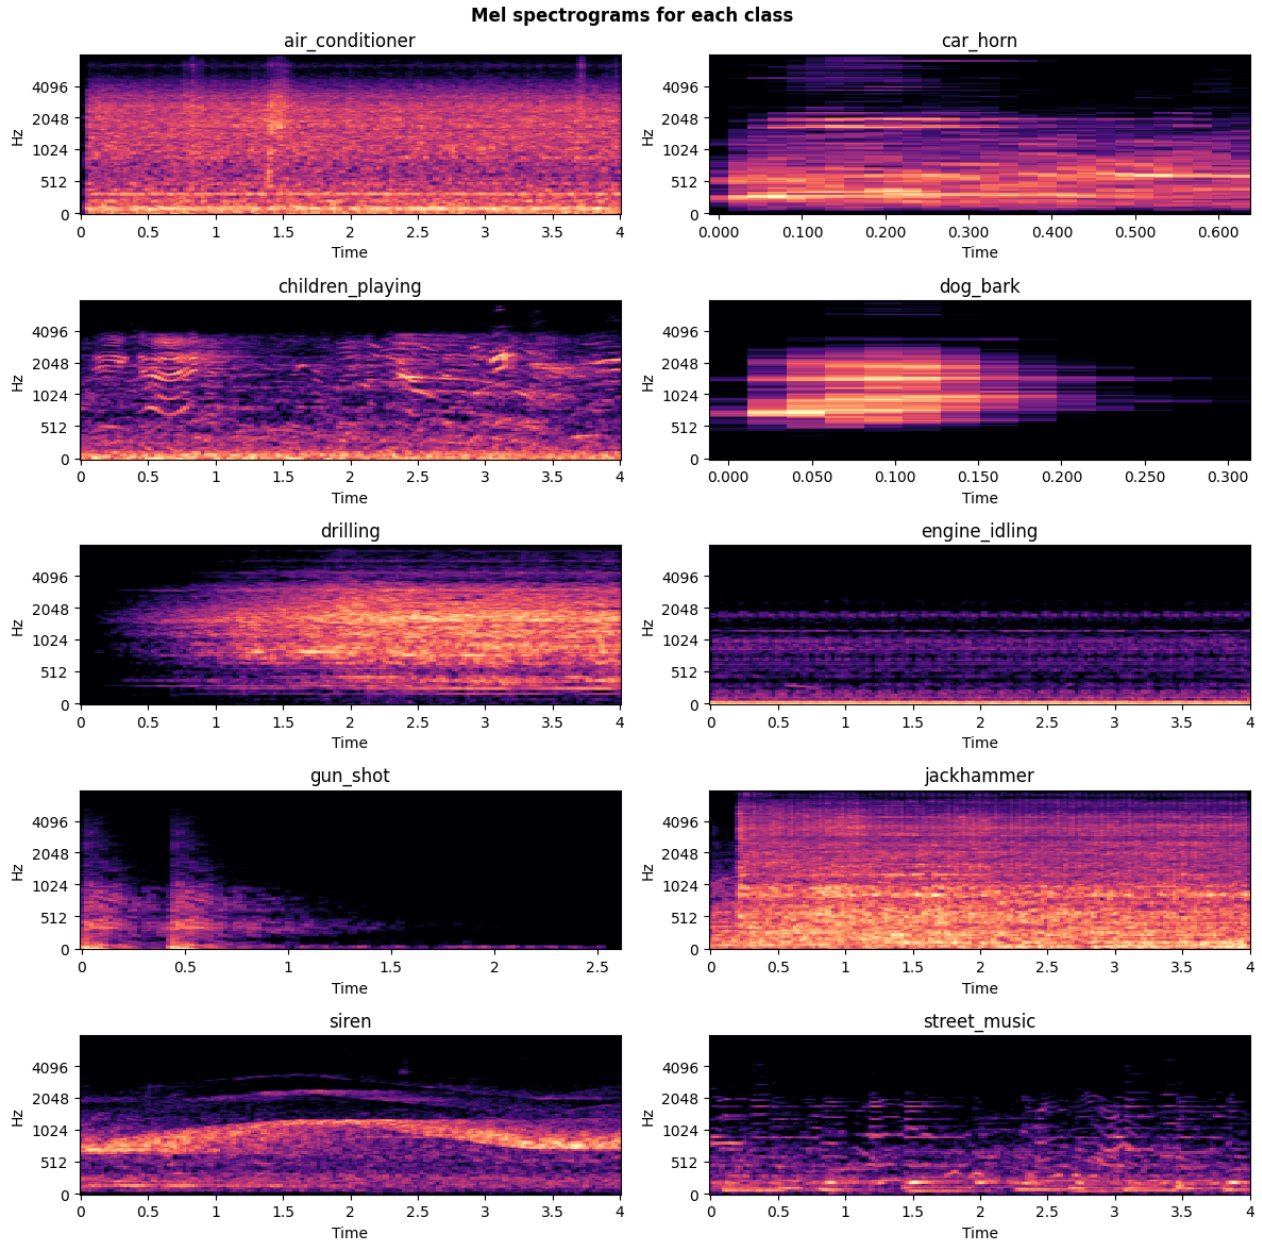 Mel spectrograms for each class
air_conditioner
car_horn
4096
2048
1024
512
0
Hz
0 0.5 1 1.5 2 2.5 3 3.5 4
Time
4096
2048
1024
512
0
Hz
0.000 0.100 0.200 0.300 0.400 0.500 0.600
Time
children_playing
dog_bark
4096
2048
1024
512
0
Hz
0 0.5 1 1.5 2 2.5 3 3.5 4
Time
4096
2048
1024
512
0
Hz
0.000 0.050 0.100 0.150 0.200 0.250 0.300
Time
drilling
engine_idling
4096
2048
1024
512
0
Hz
0 0.5 1 1.5 2 2.5 3 3.5 4
Time
4096
2048
1024
512
0
Hz
0 0.5 1 1.5 2 2.5 3 3.5 4
Time
gun_shot
jackhammer
4096
2048
1024
512
0
Hz
0 0.5 1 1.5 2 2.5
Time
4096
2048
1024
512
0
Hz
0 0.5 1 1.5 2 2.5 3 3.5 4
Time
siren
street_music
4096
2048
1024
512
0
Hz
0 0.5 1 1.5 2 2.5 3 3.5 4
Time
4096
2048
1024
512
0
Hz
0 0.5 1 1.5 2 2.5 3 3.5 4
Time